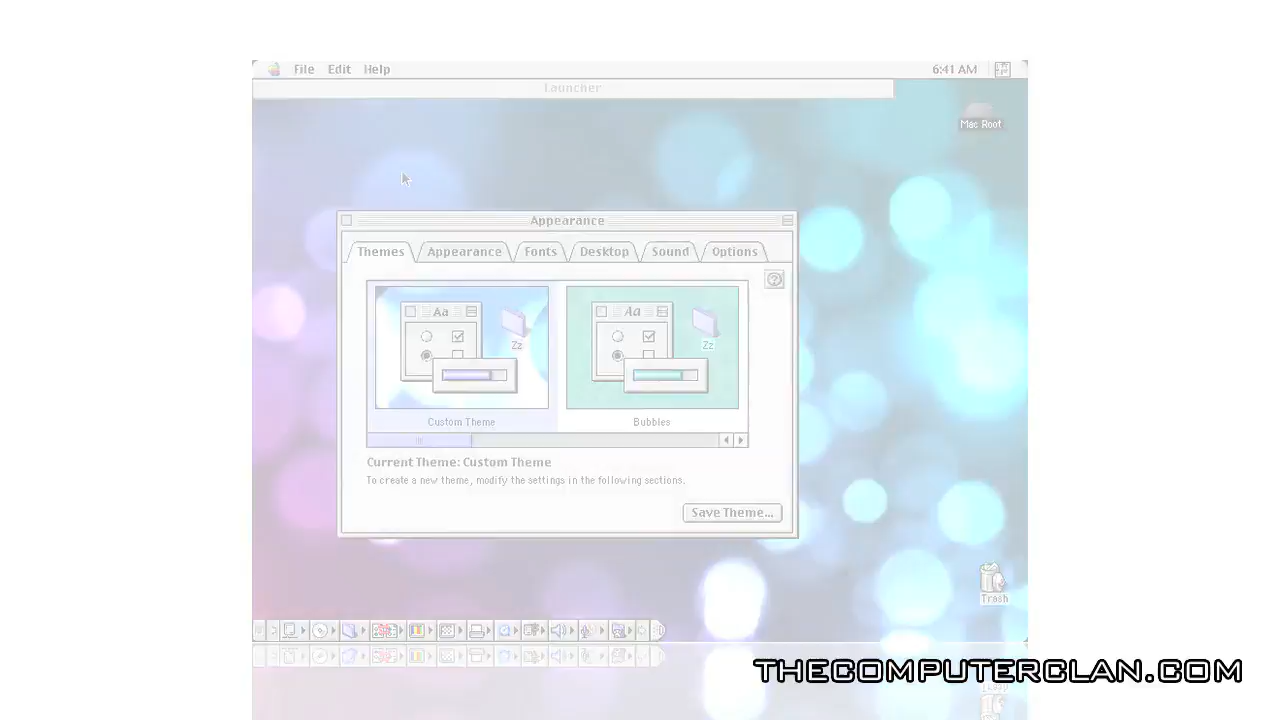 File Edit Help
6:41 AM
Launcher
Mac Root
Appearance
Themes Appearance Fonts Desktop Sound Options
Aa
Zz
Aa
Zz
Custom Theme
Bubbles
Current Theme: Custom Theme
To create a new theme, modify the settings in the following sections.
Save Theme...
Trash
THECOMPUTERCLAN.COM